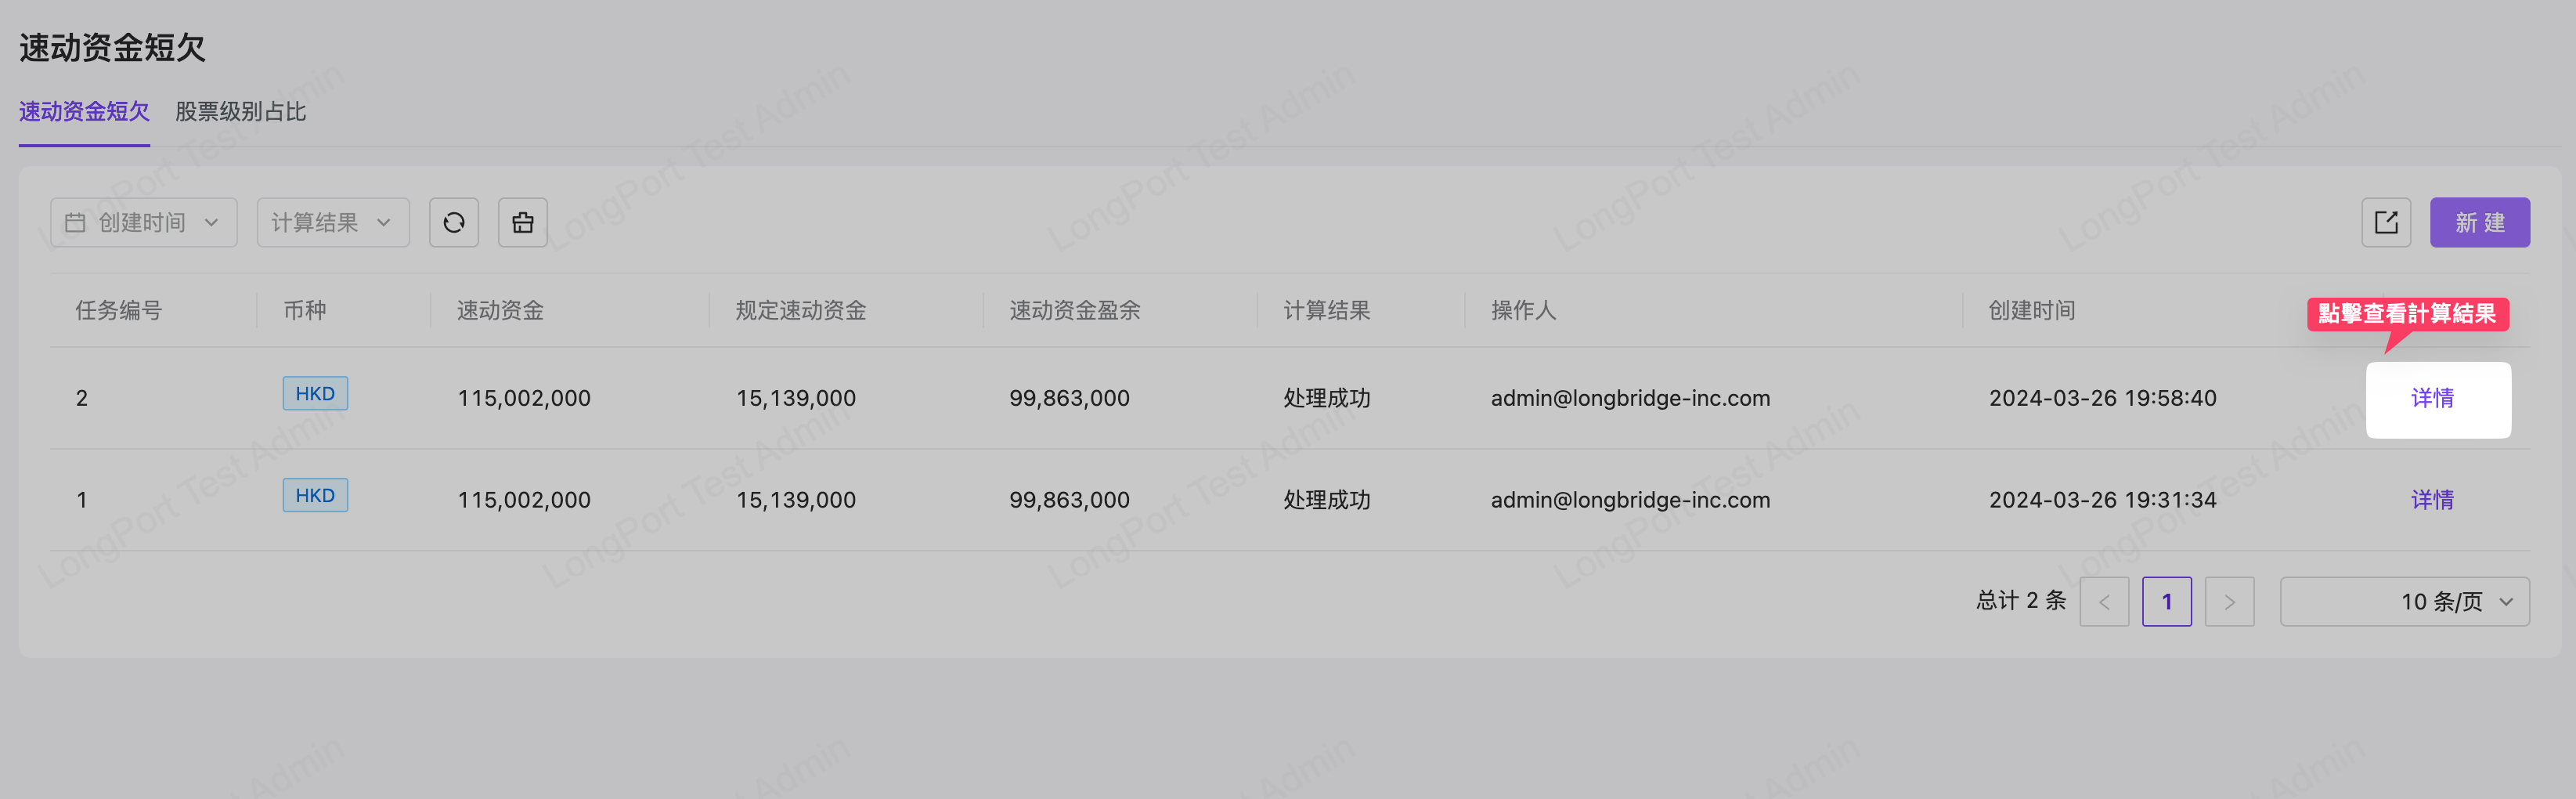 速动资金短欠
速动资金短欠 股票级别占比
创建时间 计算结果 新 建
任务编号 币种 速动资金 规定速动资金 速动资金盈余 计算结果 操作人 创建时间
點擊查看計算結果
2 HKD 115,002,000 15,139,000 99,863,000 处理成功 admin@longbridge-inc.com 2024-03-26 19:58:40 详情
1 HKD 115,002,000 15,139,000 99,863,000 处理成功 admin@longbridge-inc.com 2024-03-26 19:31:34 详情
总计 2 条 < 1 > 10 条/页
LongPort Test Admin